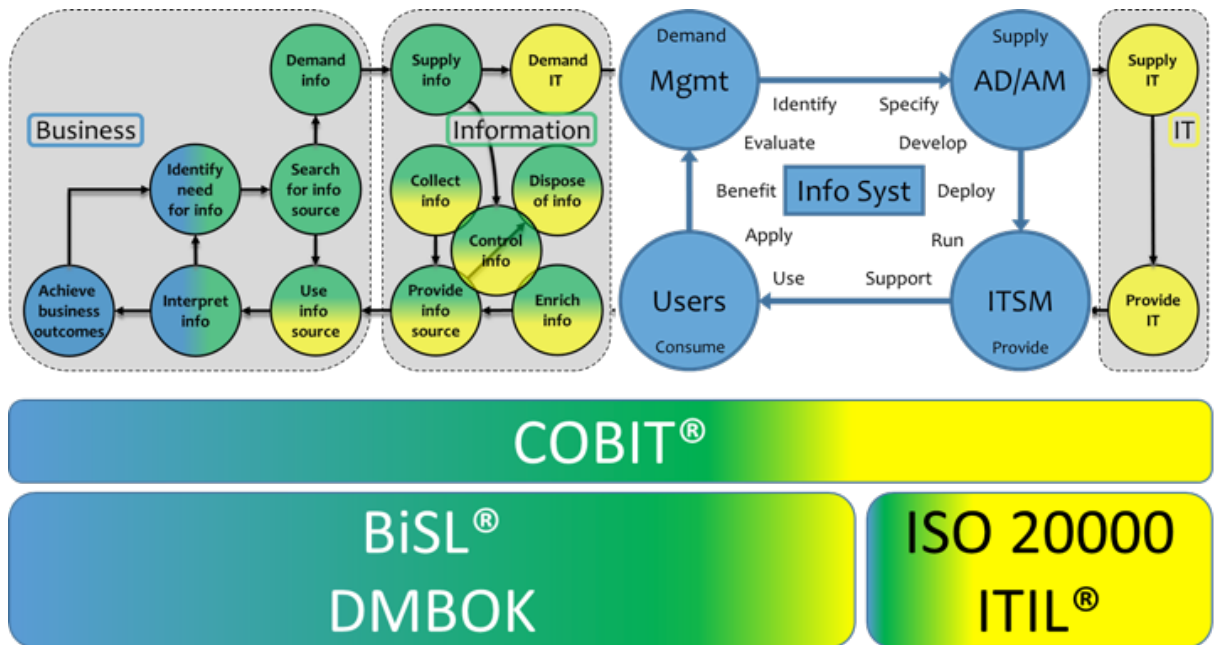 Business
Demand
info
Identify
need
for info
Search
for info
source
Achieve
business
outcomes
Interpret
info
Use
info
source
Information
Supply
info
Demand
IT
Collect
info
Dispose
of info
Control
info
Provide
info
source
Enrich
info
Demand
Mgmt
Supply
AD/AM
Identify
Specify
Evaluate
Develop
Benefit
Info Syst
Deploy
Apply
Run
Use
Support
Users
Consume
ITSM
Provide
Supply
IT
IT
Provide
IT
COBIT®
BiSL®
DMBOK
ISO 20000
ITIL®